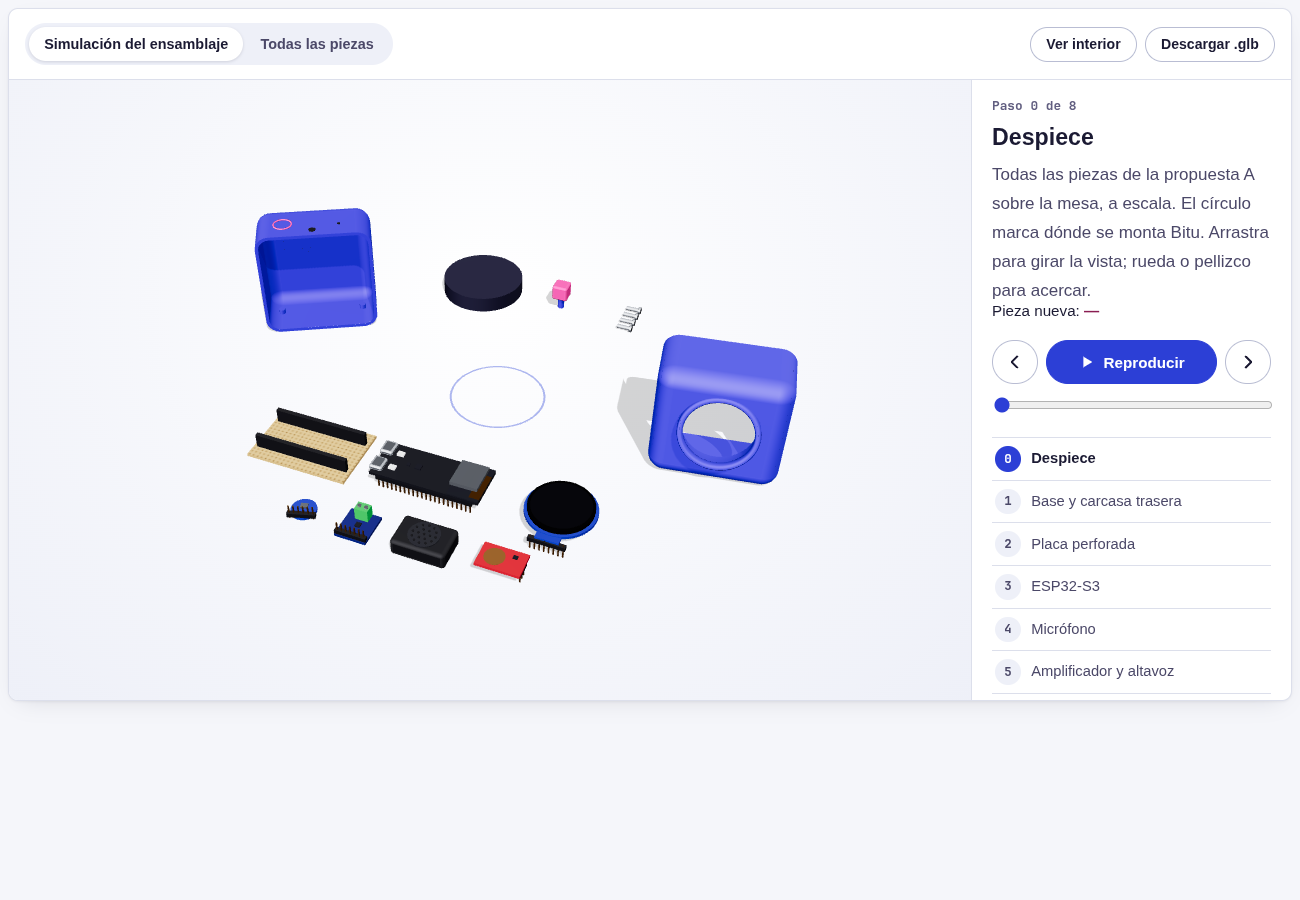 Simulación del ensamblaje
Todas las piezas
Ver interior
Descargar .glb
Paso 0 de 8
Despiece
Todas las piezas de la propuesta A
sobre la mesa, a escala. El círculo
marca dónde se monta Bitu. Arrastra
para girar la vista; rueda o pellizco
para acercar.
Pieza nueva: —
Reproducir
0 Despiece
1 Base y carcasa trasera
2 Placa perforada
3 ESP32-S3
4 Micrófono
5 Amplificador y altavoz